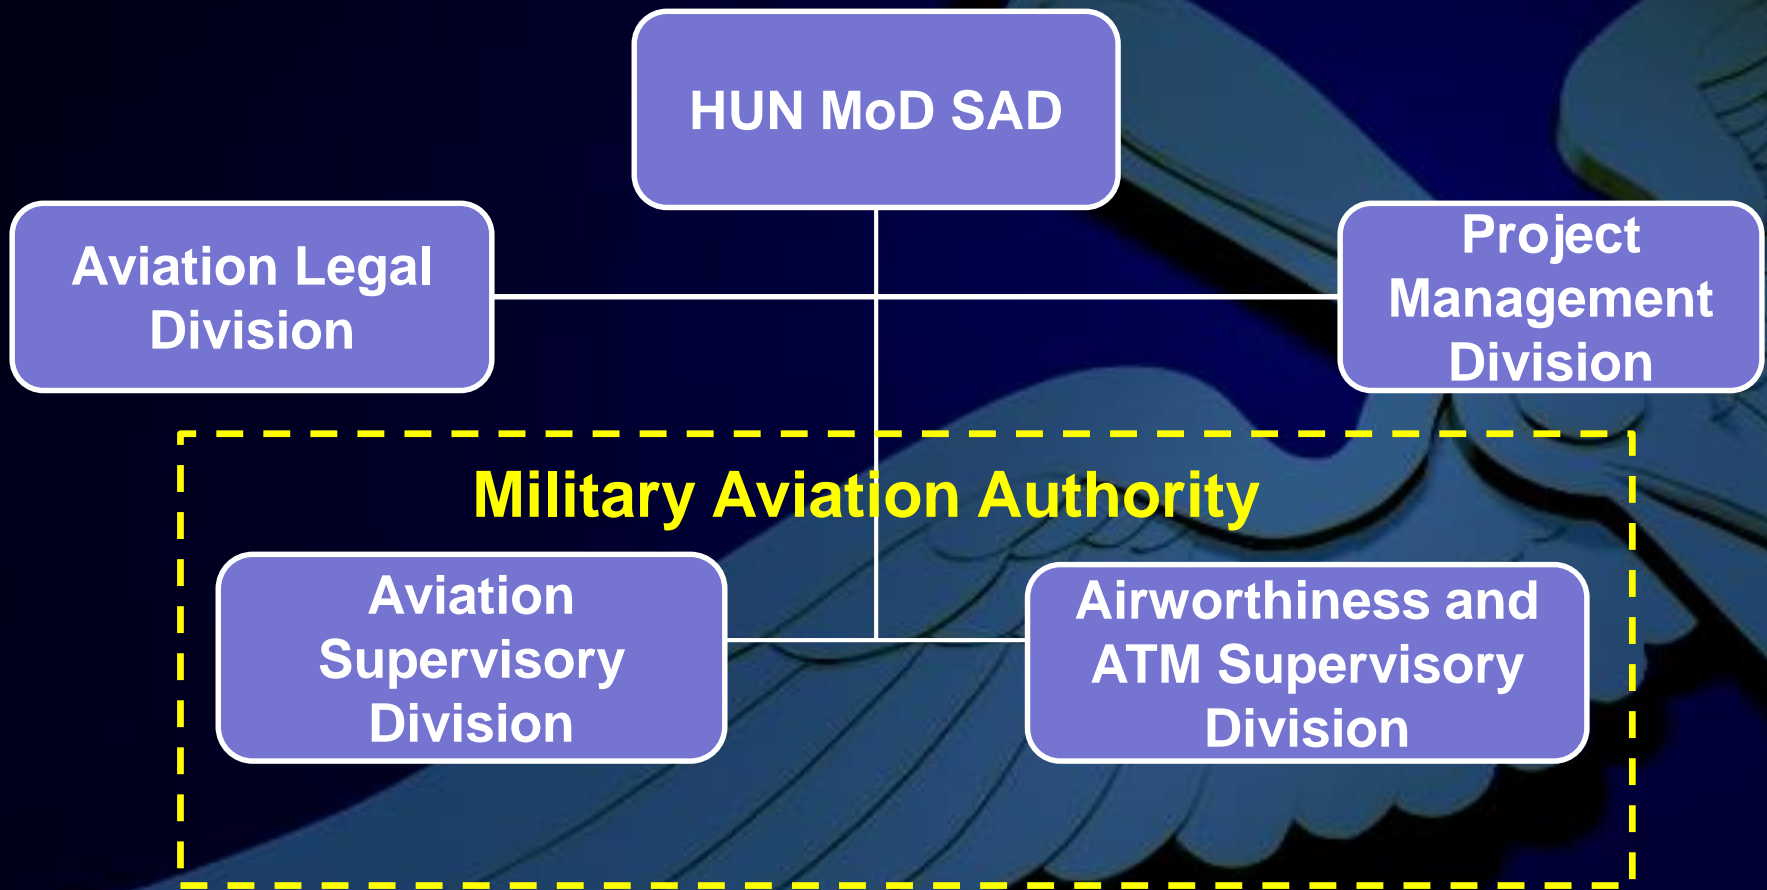 HUN MoD SAD
Aviation Legal
Division
Project
Management
Division
Military Aviation Authority
Aviation
Supervisory
Division
Airworthiness and
ATM Supervisory
Division